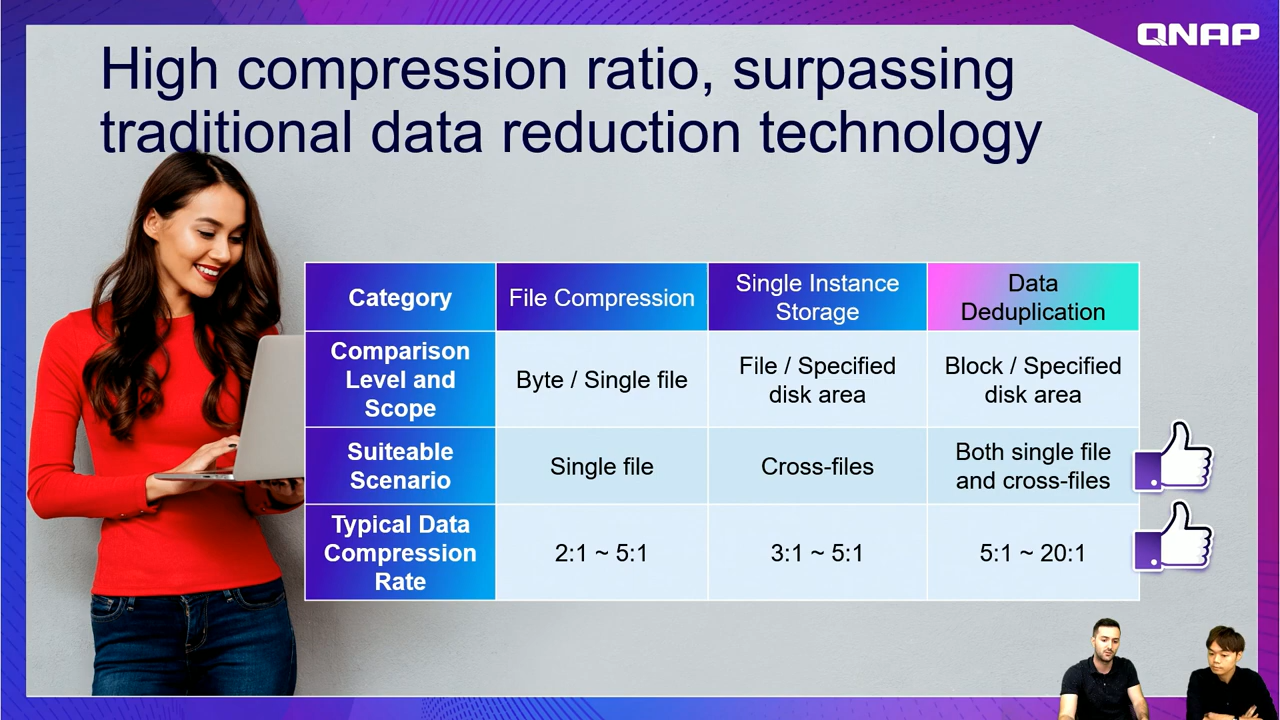 QNAP
High compression ratio, surpassing
traditional data reduction technology
Category
File Compression
Single Instance
Storage
Data
Deduplication
Comparison
Level and
Scope
Byte / Single file
File / Specified
disk area
Block / Specified
disk area
Suiteable
Scenario
Single file
Cross-files
Both single file
and cross-files
Typical Data
Compression
Rate
2:1 ~ 5:1
3:1 ~ 5:1
5:1 ~ 20:1